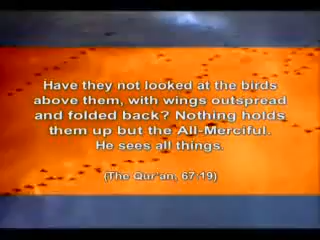 Have they not looked at the birds
above them, with wings outspread
and folded back? Nothing holds
them up but the All-Merciful.
He sees all things.
(The Qur'an, 67:19)